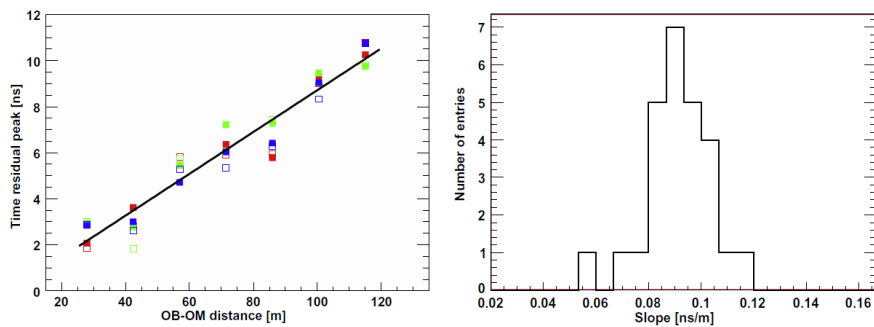 12
10
8
6
4
2
0
Time residual peak [ns]
20 40 60 80 100 120
OB-OM distance [m]
7
6
5
4
3
2
1
0
Number of entries
0.02 0.04 0.06 0.08 0.1 0.12 0.14 0.16
Slope [ns/m]